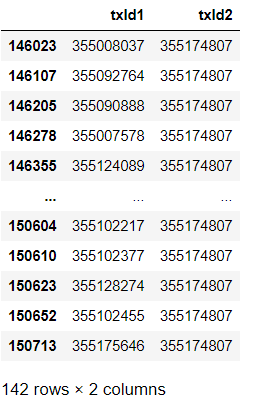 txId1 txId2
146023 355008037 355174807
146107 355092764 355174807
146205 355090888 355174807
146278 355007578 355174807
146355 355124089 355174807
... ... ...
150604 355102217 355174807
150610 355102377 355174807
150623 355128274 355174807
150652 355102455 355174807
150713 355175646 355174807
142 rows × 2 columns